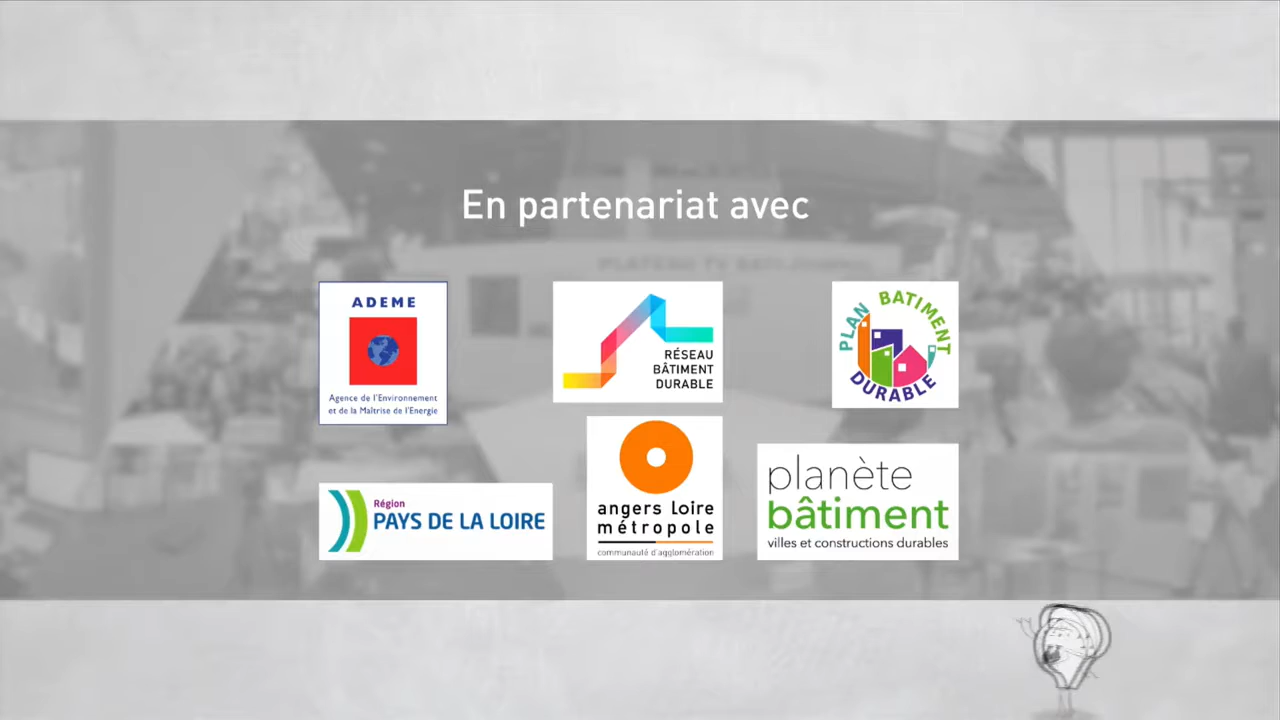 En partenariat avec
ADEME
Agence de l'Environnement
et de la Maîtrise de l'Energie
RÉSEAU
BÂTIMENT
DURABLE
PLAN BATIMENT
DURABLE
Région
PAYS DE LA LOIRE
angers Loire
métropole
communauté d'agglomération
planète
bâtiment
villes et constructions durables